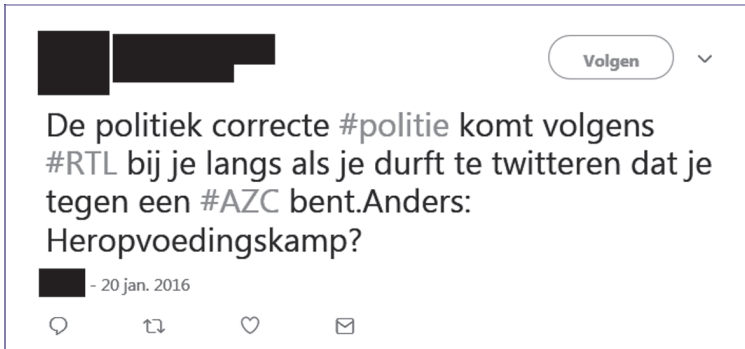 Volgen
De politiek correcte #politie komt volgens
#RTL bij je langs als je durft te twitteren dat je
tegen een #AZC bent.Anders:
Heropvoedingskamp?
- 20 jan. 2016